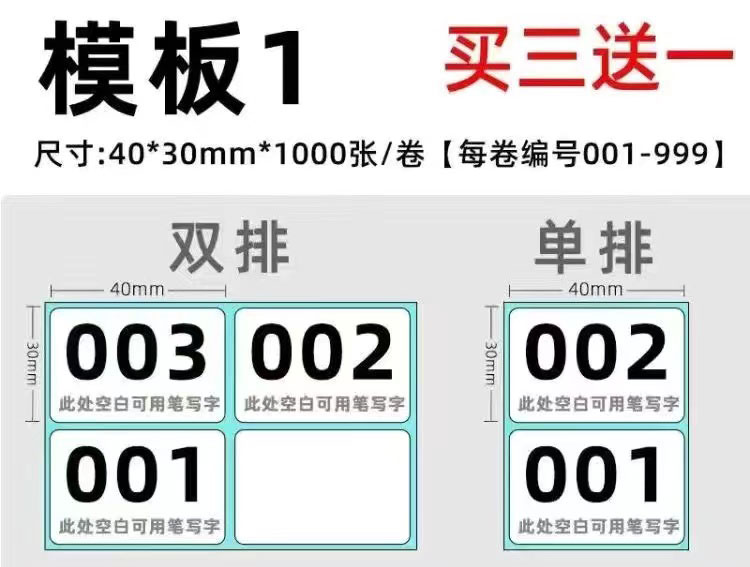 模板1
买三送一
尺寸:40*30mm*1000张/卷【每卷编号001-999】
双排
单排
40mm
40mm
30mm
003
此处空白可用笔写字
002
此处空白可用笔写字
001
此处空白可用笔写字
30mm
002
此处空白可用笔写字
001
此处空白可用笔写字